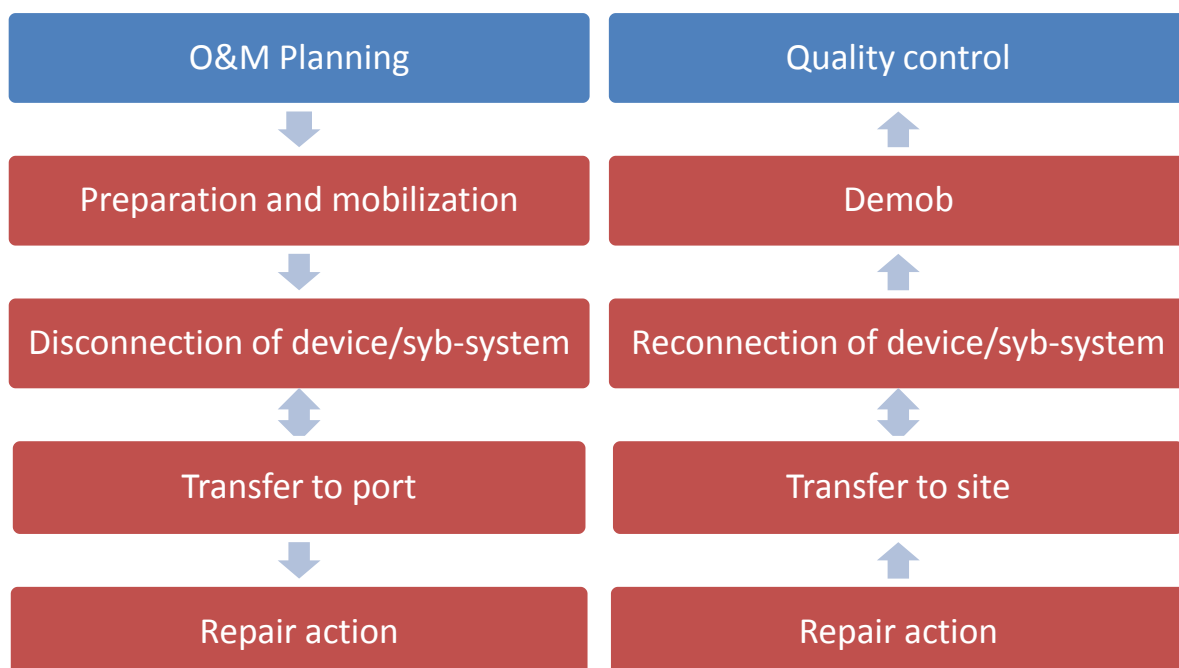 O&M Planning
Preparation and mobilization
Disconnection of device/syb-system
Transfer to port
Repair action
Quality control
Demob
Reconnection of device/syb-system
Transfer to site
Repair action